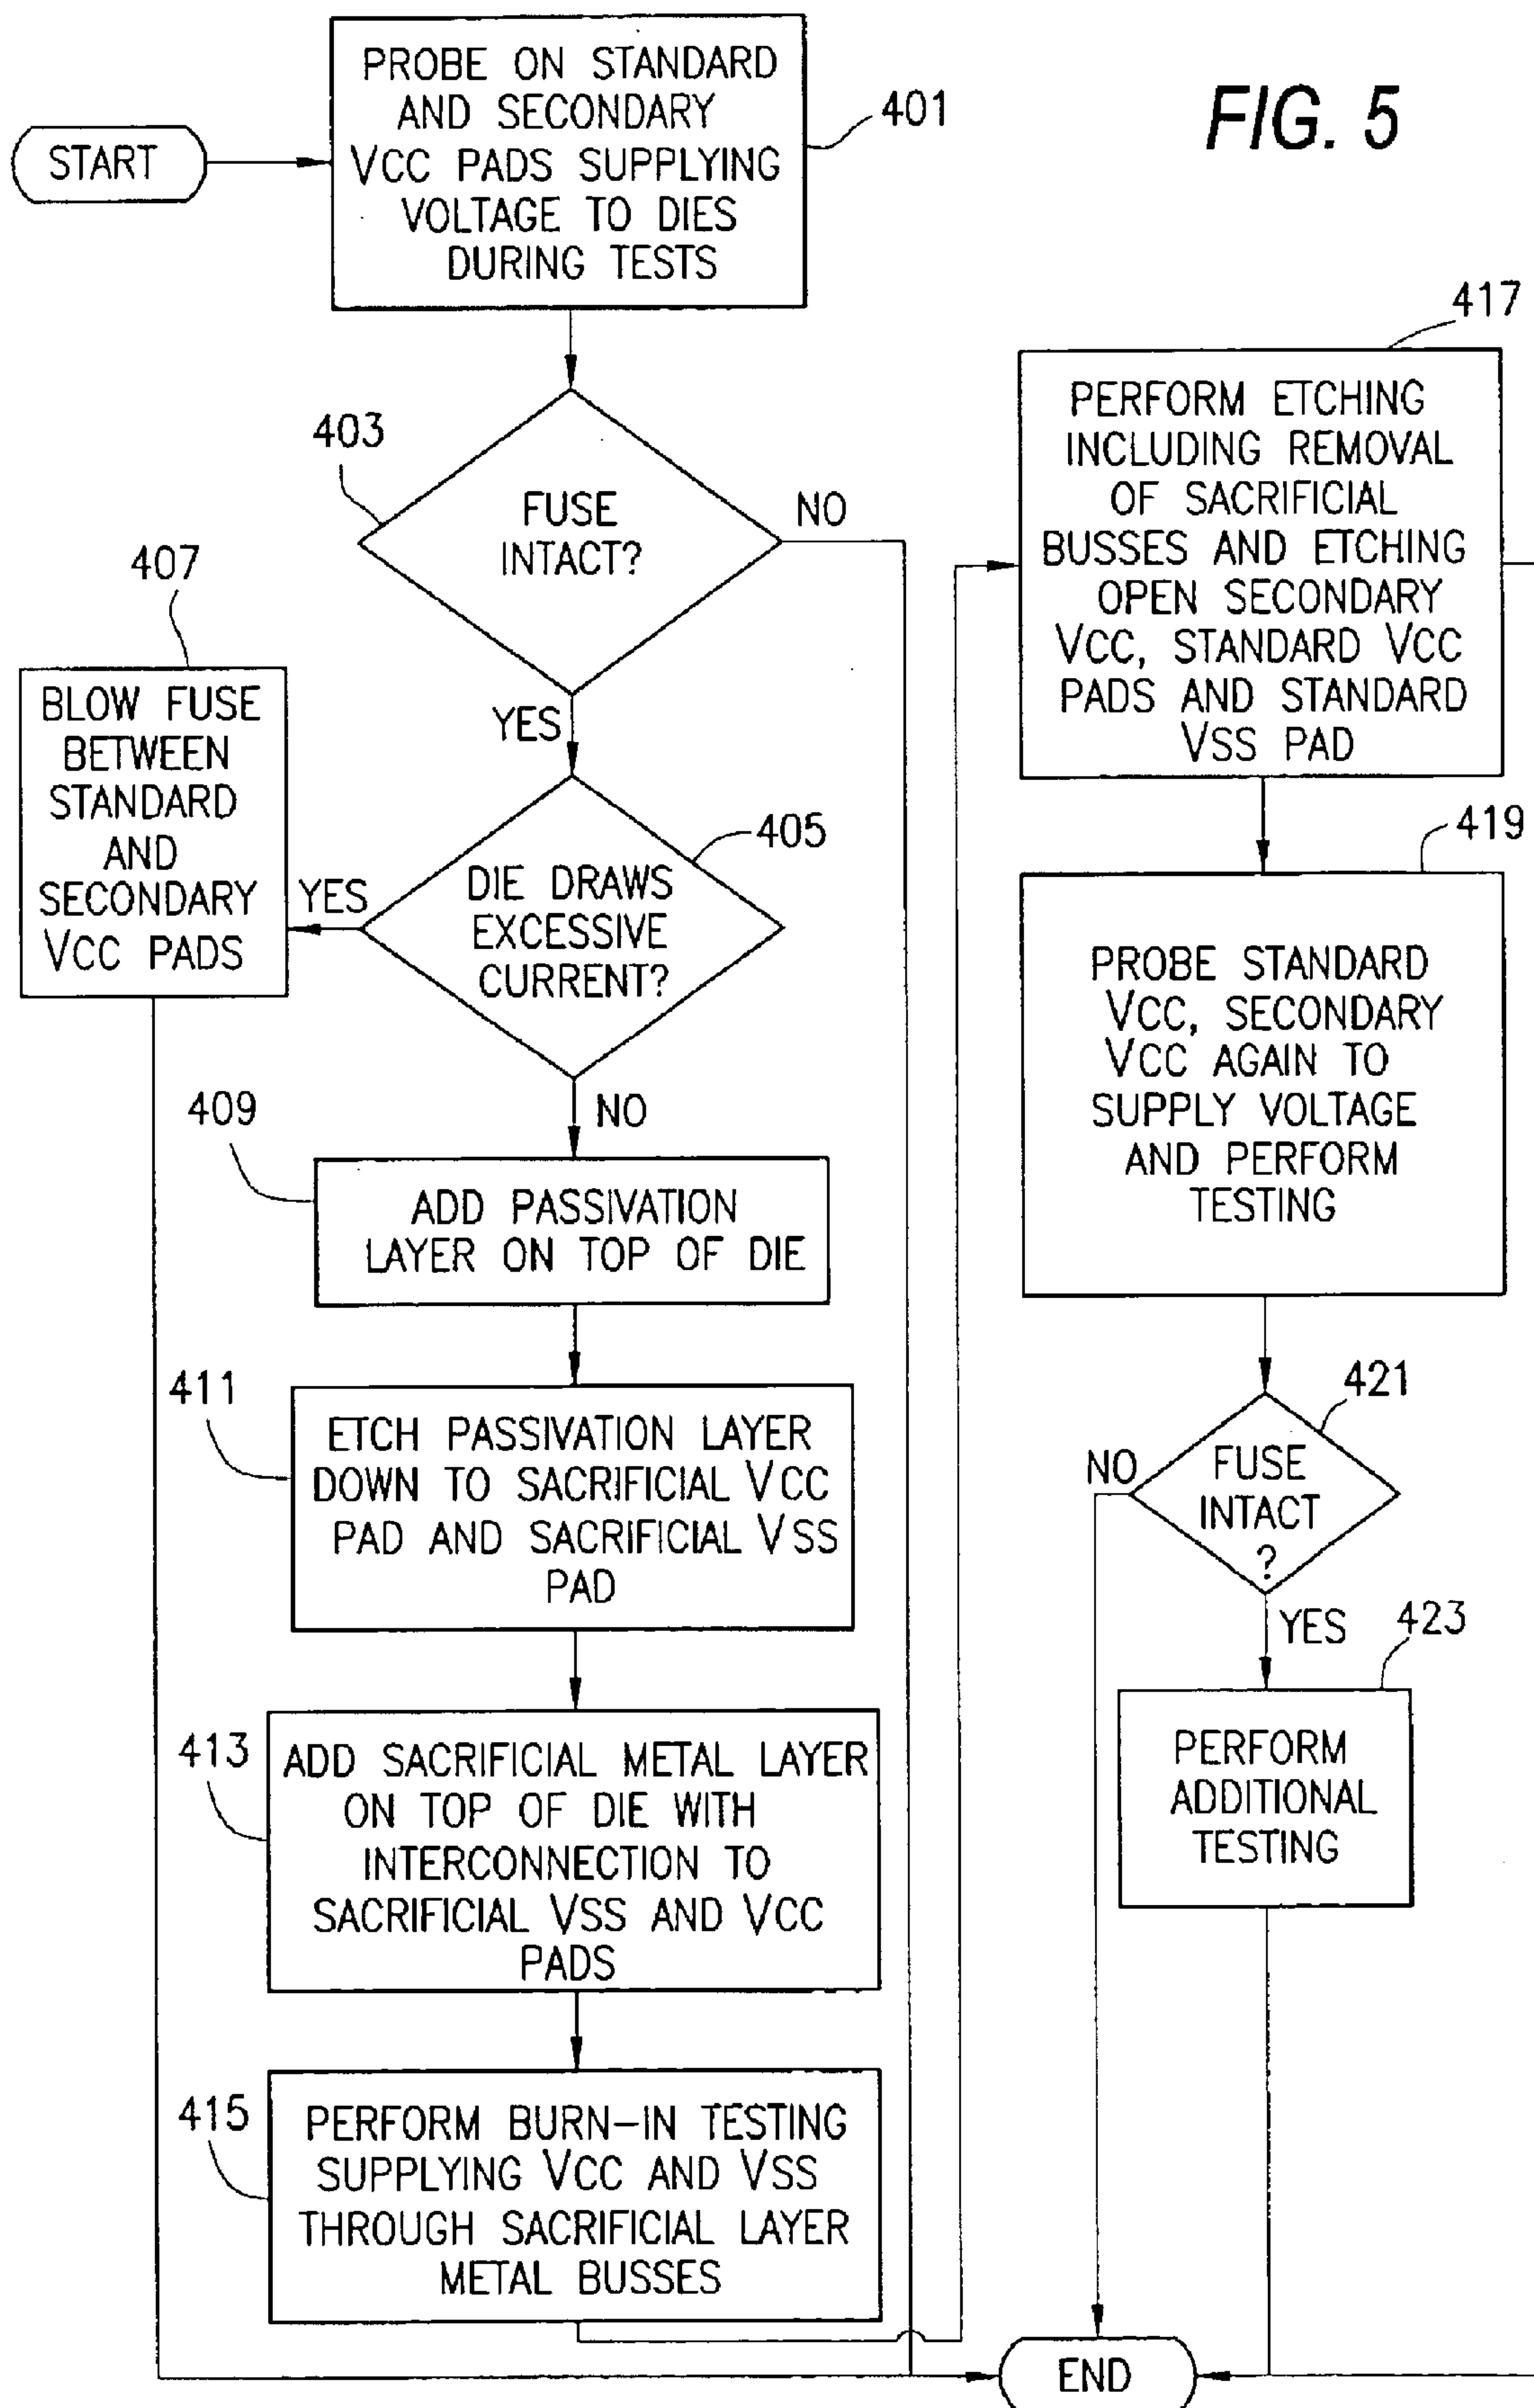 FIG. 5
START
PROBE ON STANDARD
AND SECONDARY
VCC PADS SUPPLYING
VOLTAGE TO DIES
DURING TESTS
401
403
FUSE
INTACT?
NO
YES
407
BLOW FUSE
BETWEEN
STANDARD
AND
SECONDARY
VCC PADS
YES
405
DIE DRAWS
EXCESSIVE
CURRENT?
NO
409
ADD PASSIVATION
LAYER ON TOP OF DIE
411
ETCH PASSIVATION LAYER
DOWN TO SACRIFICIAL VCC
PAD AND SACRIFICIAL VSS
PAD
413
ADD SACRIFICIAL METAL LAYER
ON TOP OF DIE WITH
INTERCONNECTION TO
SACRIFICIAL VSS AND VCC
PADS
415
PERFORM BURN-IN TESTING
SUPPLYING VCC AND VSS
THROUGH SACRIFICIAL LAYER
METAL BUSSES
417
PERFORM ETCHING
INCLUDING REMOVAL
OF SACRIFICIAL
BUSSES AND ETCHING
OPEN SECONDARY
VCC, STANDARD VCC
PADS AND STANDARD
VSS PAD
419
PROBE STANDARD
VCC, SECONDARY
VCC AGAIN TO
SUPPLY VOLTAGE
AND PERFORM
TESTING
421
FUSE
INTACT
?
NO
YES
423
PERFORM
ADDITIONAL
TESTING
END